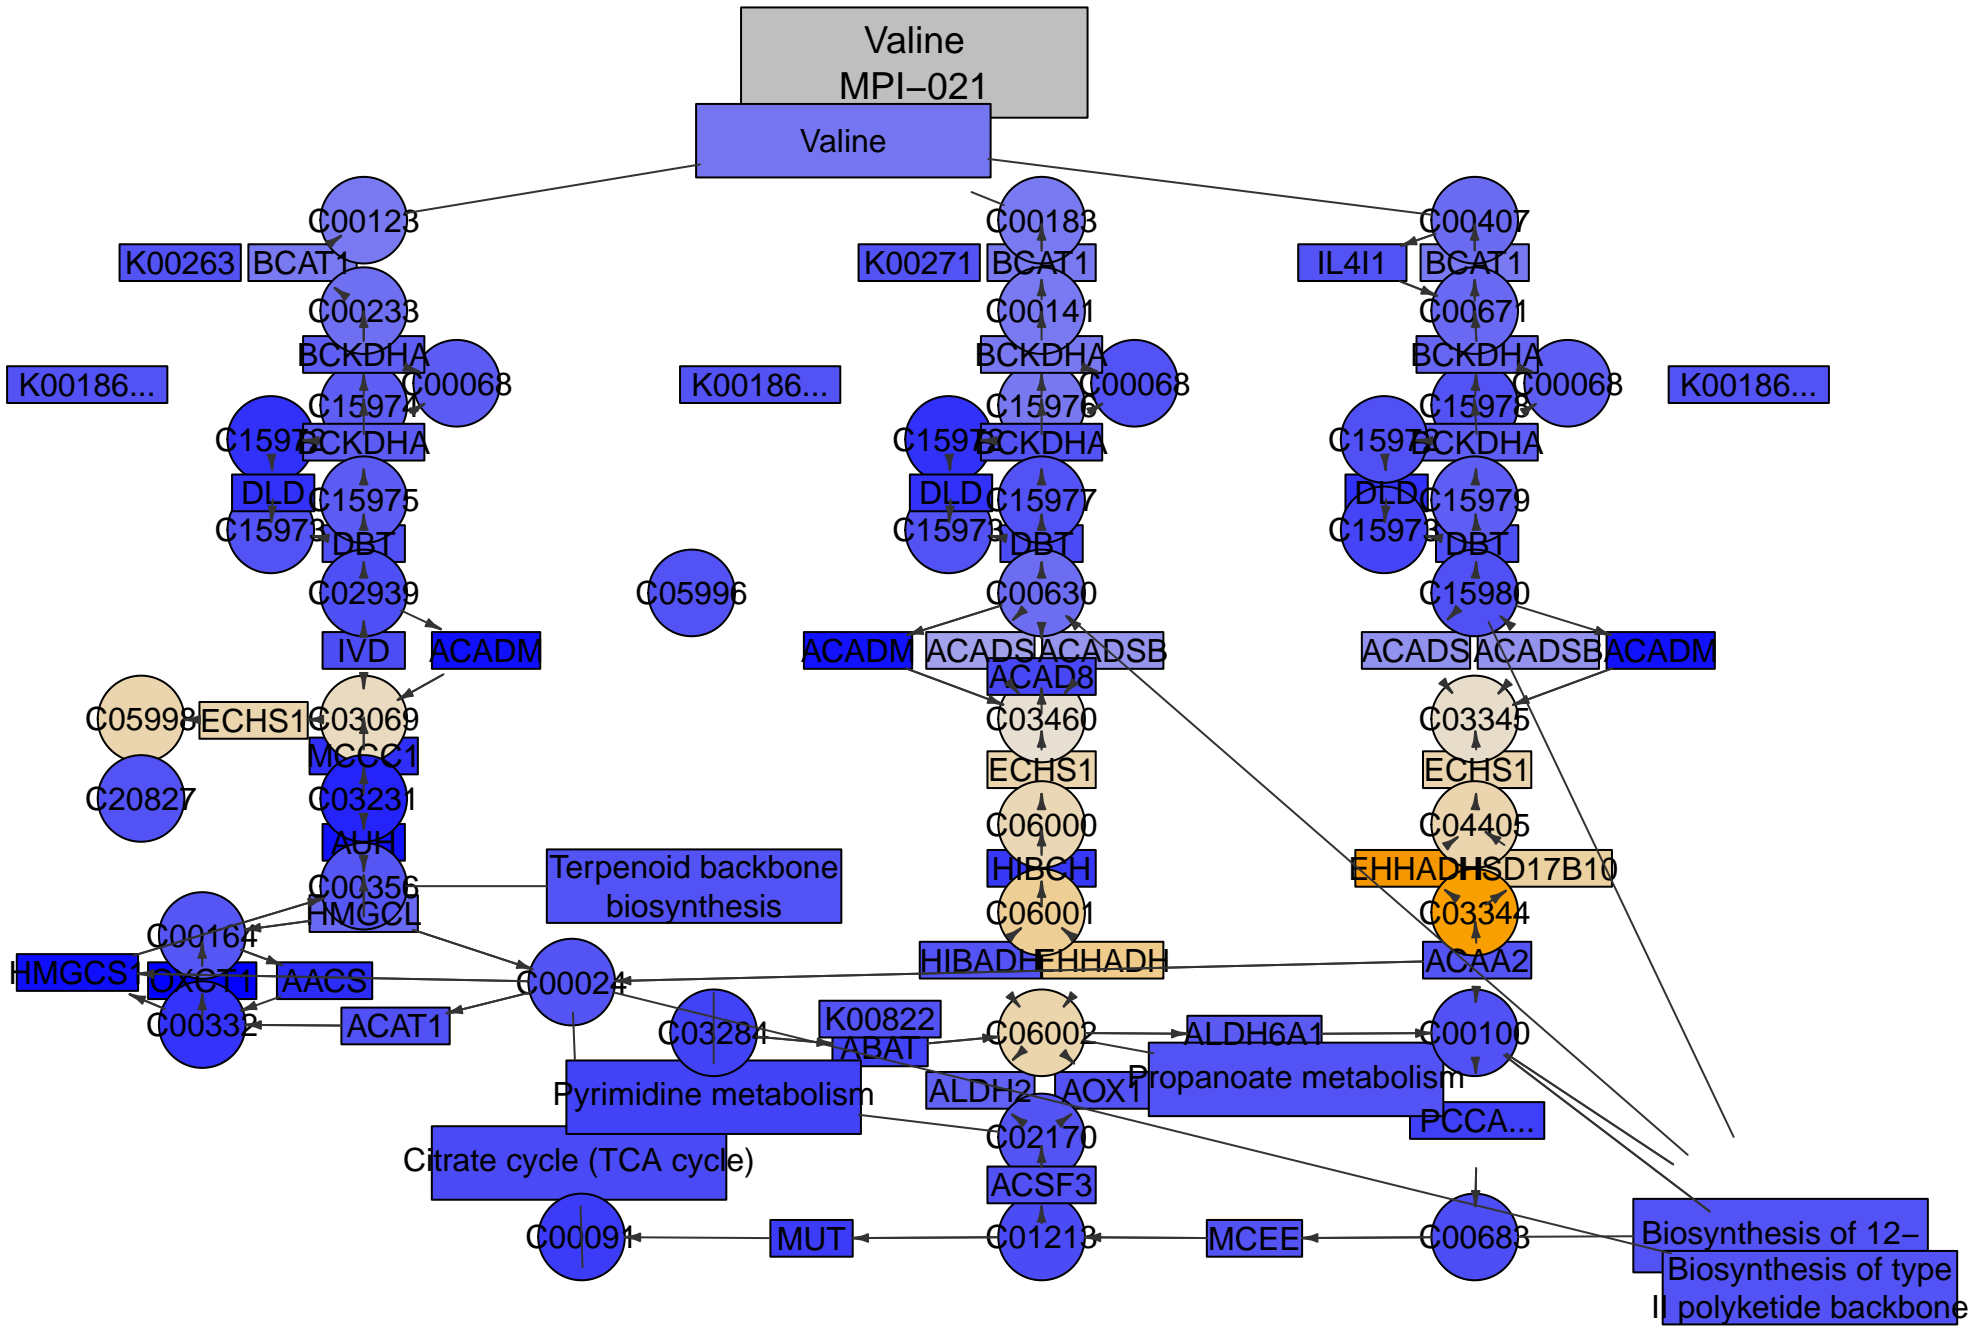 Valine
MPI–021
Valine
C00123
C00183
C00407
K00263
BCAT1
K00271
BCAT1
IL4I1
BCAT1
C00233
C00141
C00671
BCKDHA
BCKDHA
BCKDHA
K00186...
C00068
K00186...
C00068
C00068
K00186...
C15974
C15976
C15978
C15972
BCKDHA
C15972
BCKDHA
C15972
BCKDHA
DLD
C15975
DLD
C15977
DLD
C15979
C15973
DBT
C15973
DBT
C15973
DBT
C02939
C05996
C00630
C15980
IVD
ACADM
ACADM
ACADS
ACADSB
ACADS
ACADSB
ACADM
ACAD8
C05998
ECHS1
C03069
C03460
C03345
MCCC1
ECHS1
ECHS1
C20827
C03231
C06000
C04405
AUH
HIBCH
EHHADH
HSD17B10
Terpenoid backbone
biosynthesis
C00356
HMGCL
C06001
C03344
C00164
HMGCS1
OXCT1
AACS
C00024
HIBADH
EHHADH
ACAA2
C00332
ACAT1
C03284
K00822
ABAT
C06002
ALDH6A1
C00100
Pyrimidine metabolism
ALDH2
AOX1
Propanoate metabolism
PCCA...
C02170
Citrate cycle (TCA cycle)
ACSF3
C00091
MUT
C01213
MCEE
C00683
Biosynthesis of 12–
Biosynthesis of type
II polyketide backbone